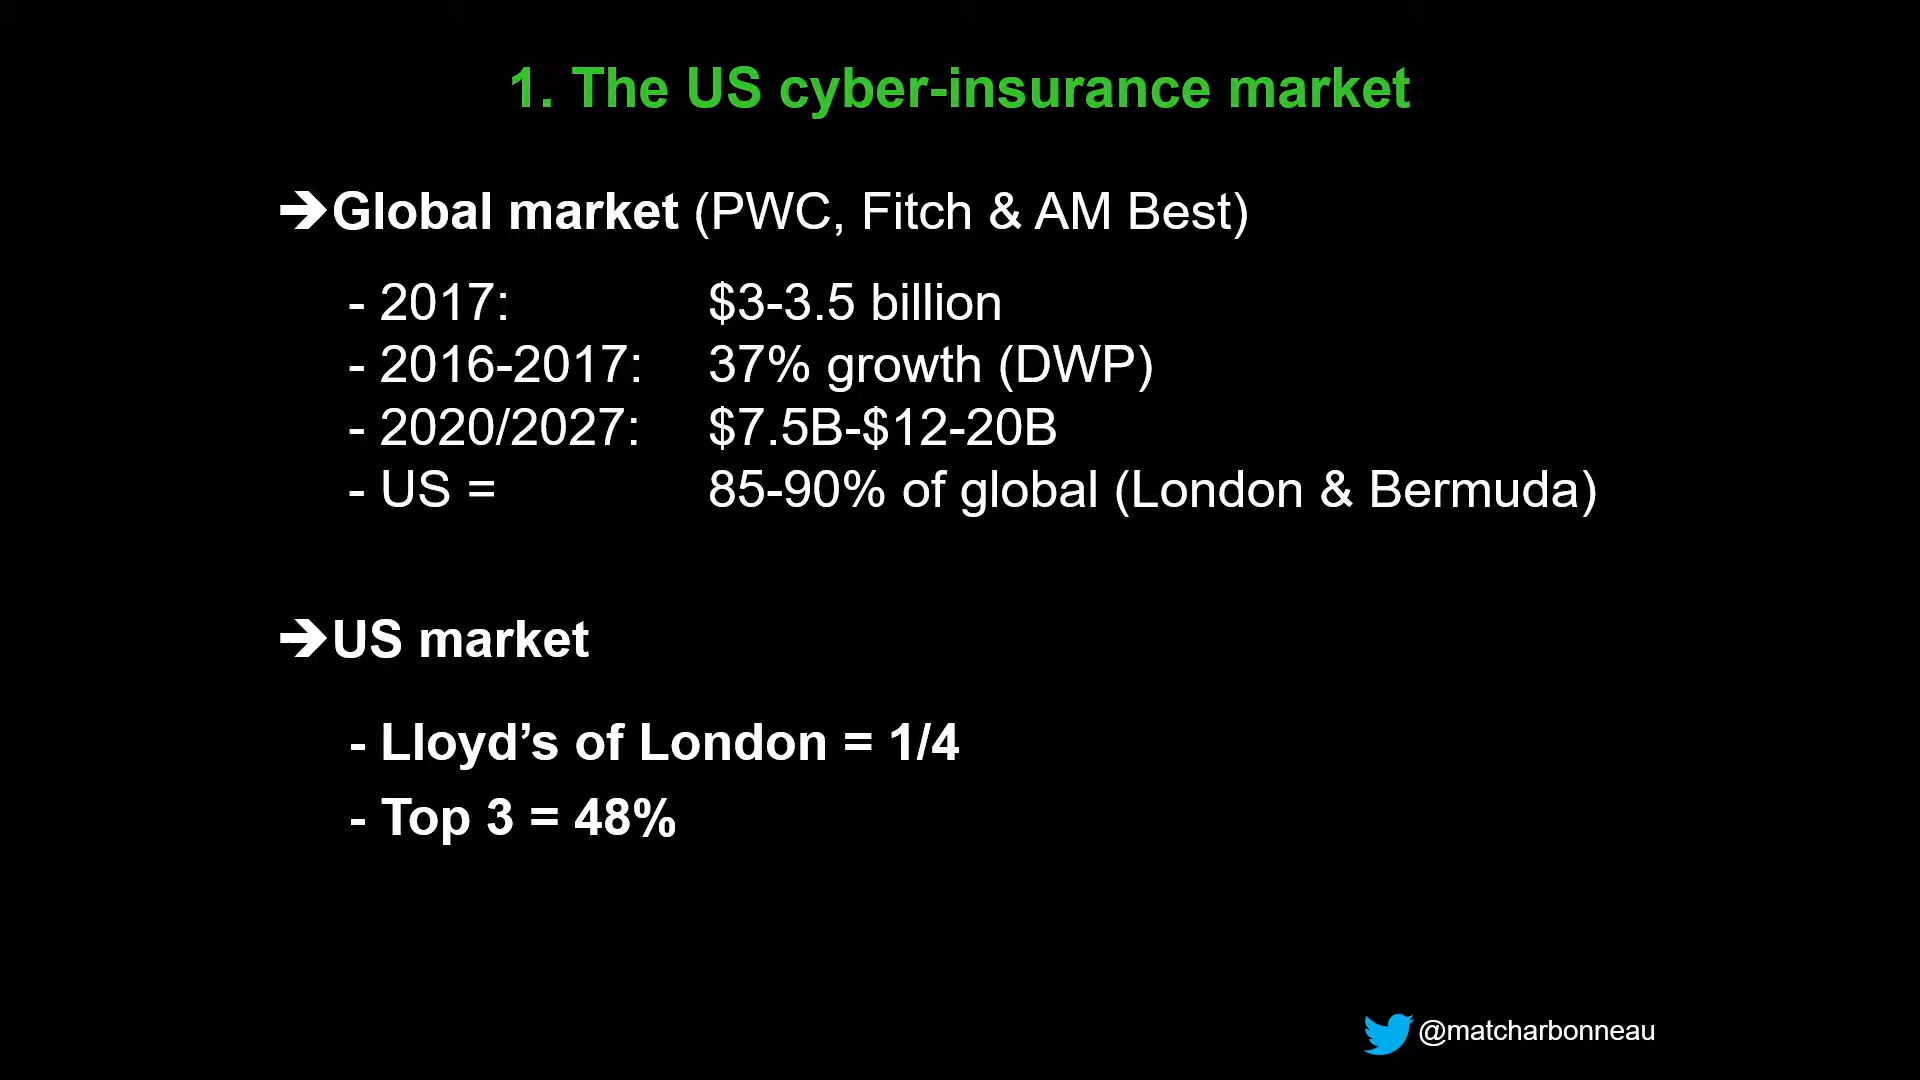 1. The US cyber-insurance market
➔Global market (PWC, Fitch & AM Best)
- 2017: $3-3.5 billion
- 2016-2017: 37% growth (DWP)
- 2020/2027: $7.5B-$12-20B
- US = 85-90% of global (London & Bermuda)
➔US market
- Lloyd’s of London = 1/4
- Top 3 = 48%
@matcharbonneau